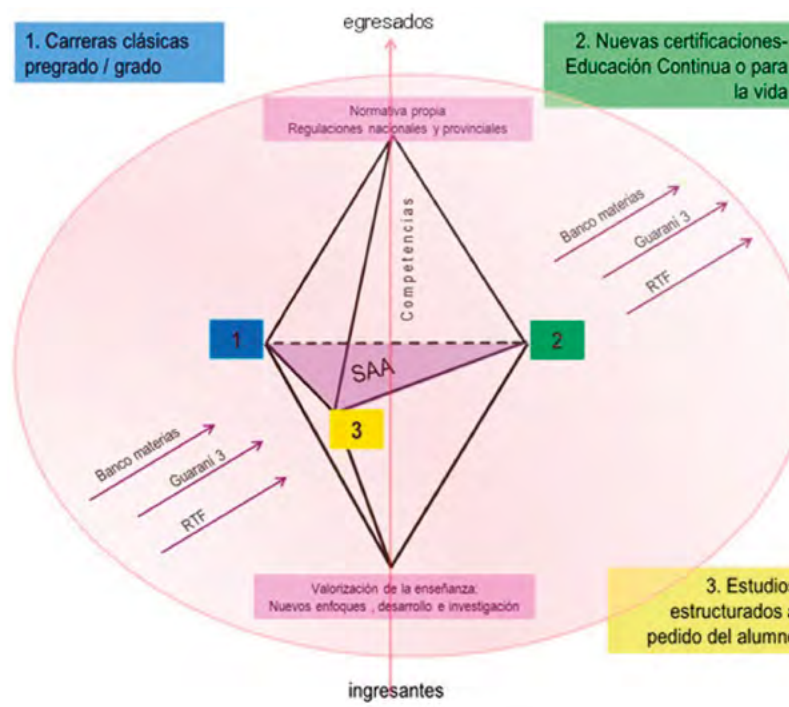 egresados
1. Carreras clásicas
pregrado / grado
2. Nuevas certificaciones-
Educación Continua o para
la vida
Normativa propia
Regulaciones nacionales y provinciales
Competencias
Banco materias
Guaraní 3
RTF
1
2
SAA
3
Banco materias
Guaraní 3
RTF
Valorización de la enseñanza:
Nuevos enfoques , desarrollo e investigación
3. Estudios
estructurados a
pedido del alumno
ingresantes